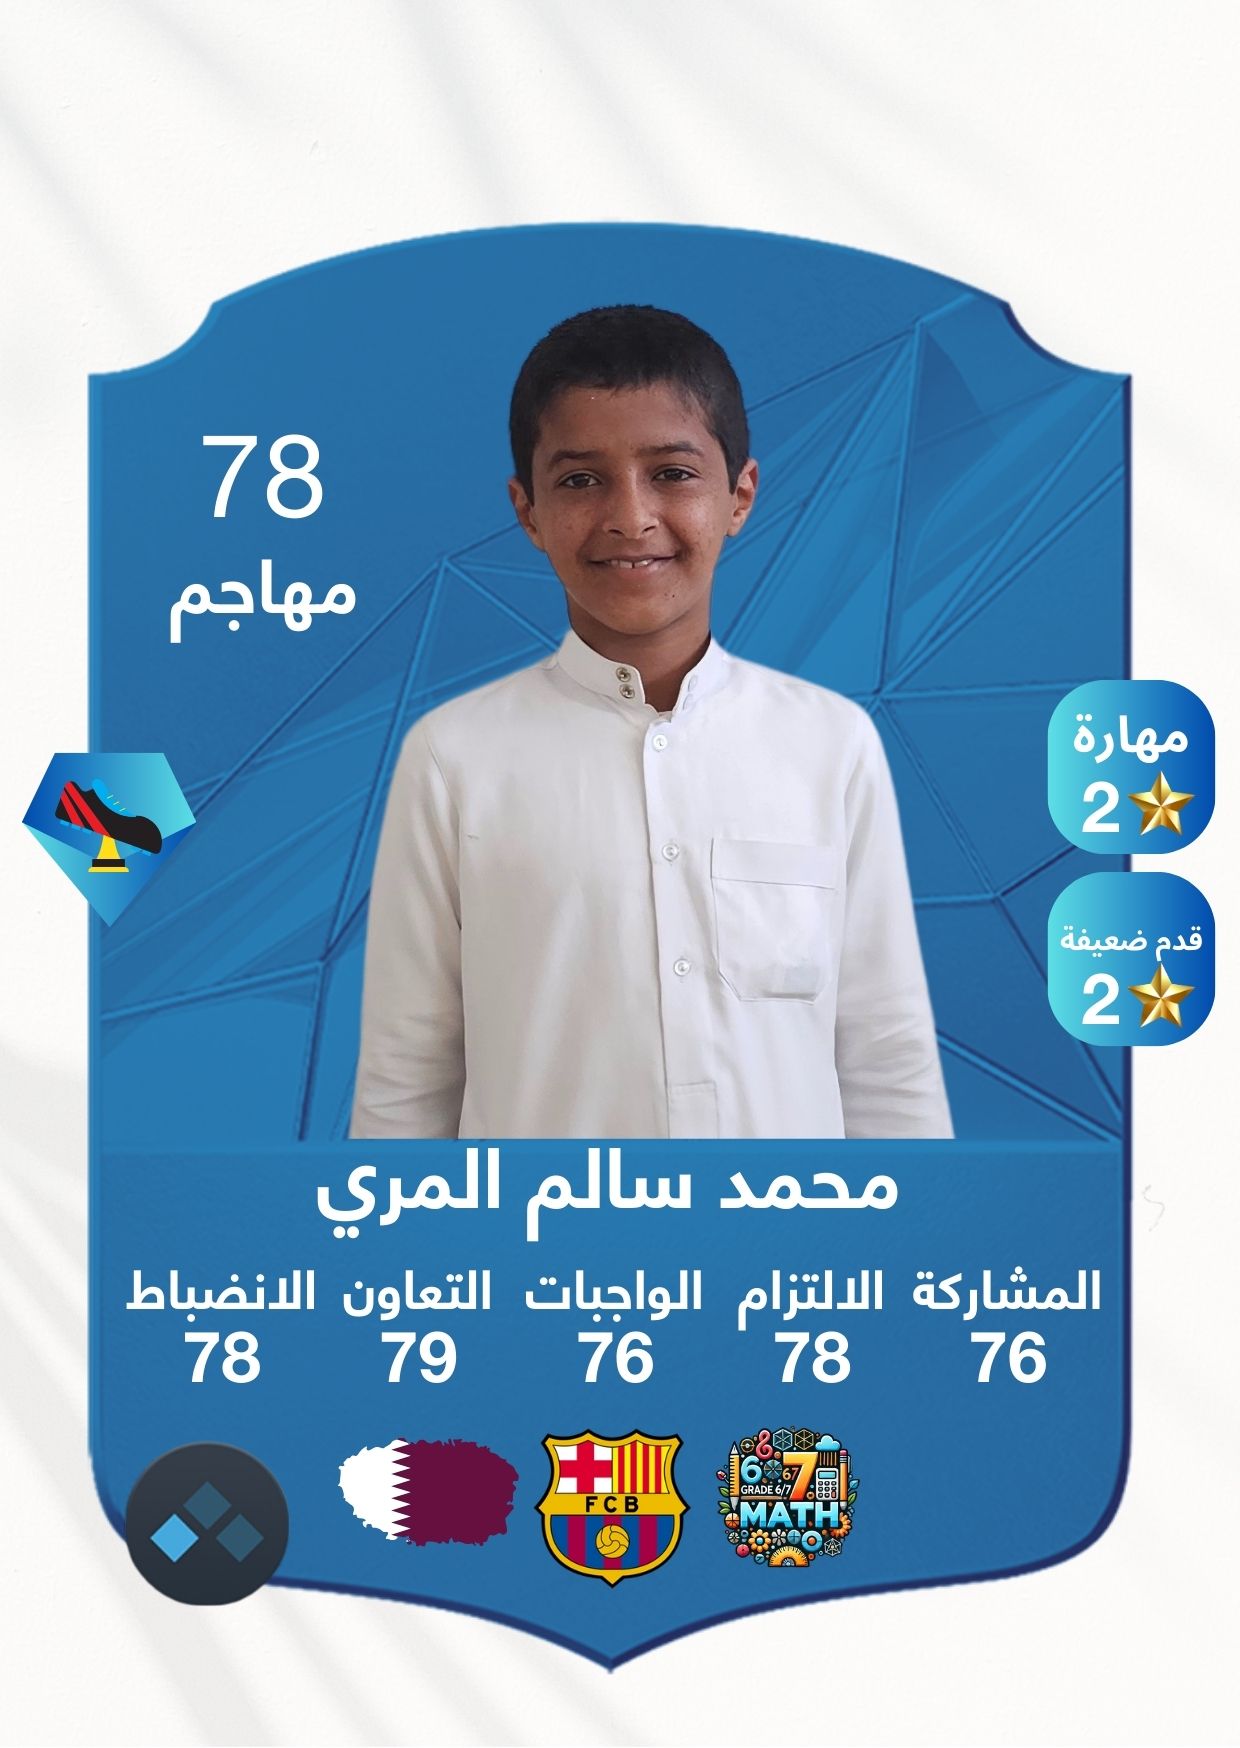 78
مهاجم
مهارة
2
قدم ضعيفة
2
محمد سالم المري
المشاركة الالتزام الواجبات التعاون الانضباط
76 78 76 79 78
FCB
6 67 7
GRADE 6/7
MATH